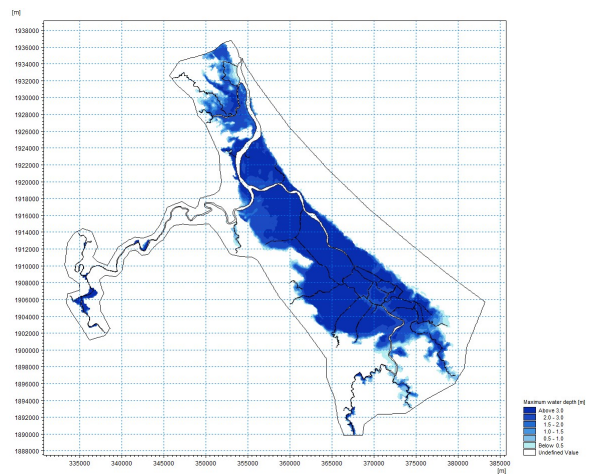 [m]
1938000
1936000
1934000
1932000
1930000
1928000
1926000
1924000
1922000
1920000
1918000
1916000
1914000
1912000
1910000
1908000
1906000
1904000
1902000
1900000
1898000
1896000
1894000
1892000
1890000
1888000
335000 340000 345000 350000 355000 360000 365000 370000 375000 380000 385000
[m]
Maximum water depth [m]
Above 3.0
2.0 - 3.0
1.5 - 2.0
1.0 - 1.5
0.5 - 1.0
Below 0.5
Undefined Value